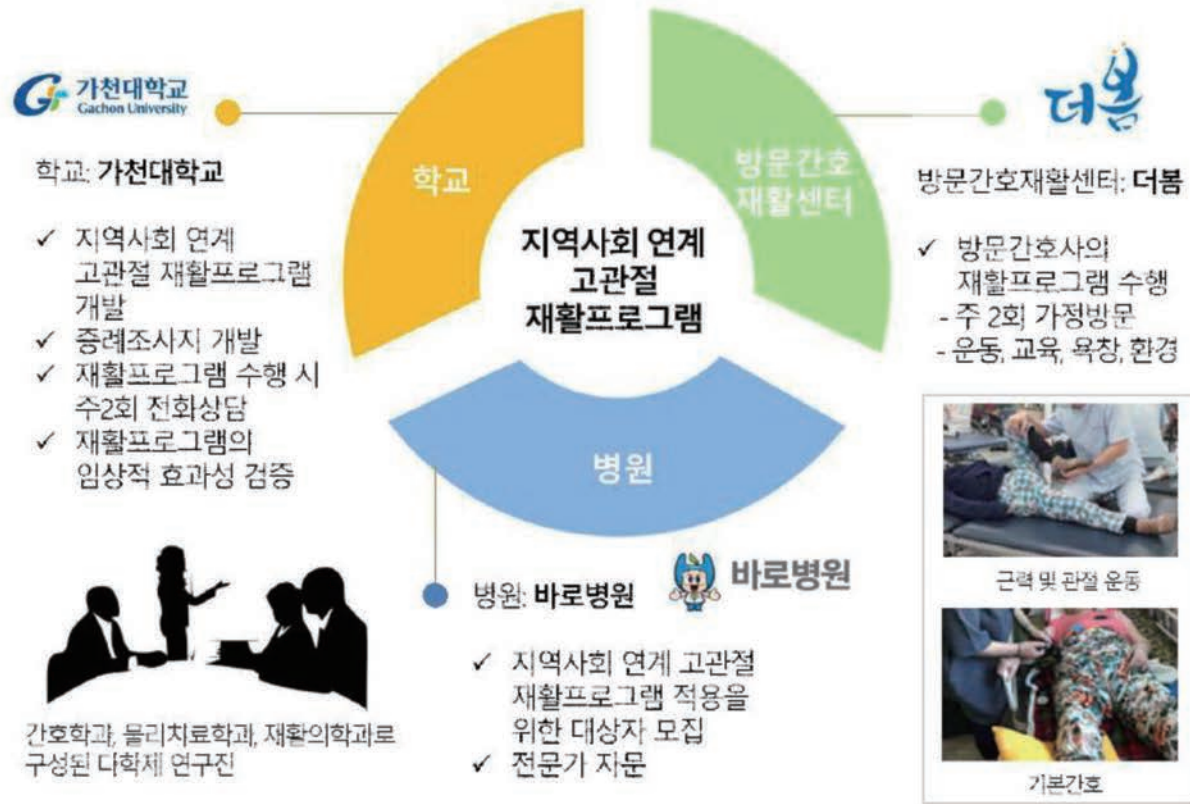 가천대학교
Gachon University
학교: 가천대학교
✓ 지역사회 연계
고관절 재활프로그램
개발
✓ 증례조사지 개발
✓ 재활프로그램 수행 시
주2회 전화상담
✓ 재활프로그램의
임상적 효과성 검증
간호학과, 물리치료학과, 재활의학과로
구성된 다학제 연구진
학교
방문간호
재활센터
지역사회 연계
고관절
재활프로그램
병원
바로병원
병원: 바로병원
✓ 지역사회 연계 고관절
재활프로그램 적용을
위한 대상자 모집
✓ 전문가 자문
더봄
방문간호재활센터: 더봄
✓ 방문간호사의
재활프로그램 수행
- 주 2회 가정방문
- 운동, 교육, 욕창, 환경
근력 및 관절 운동
기본간호